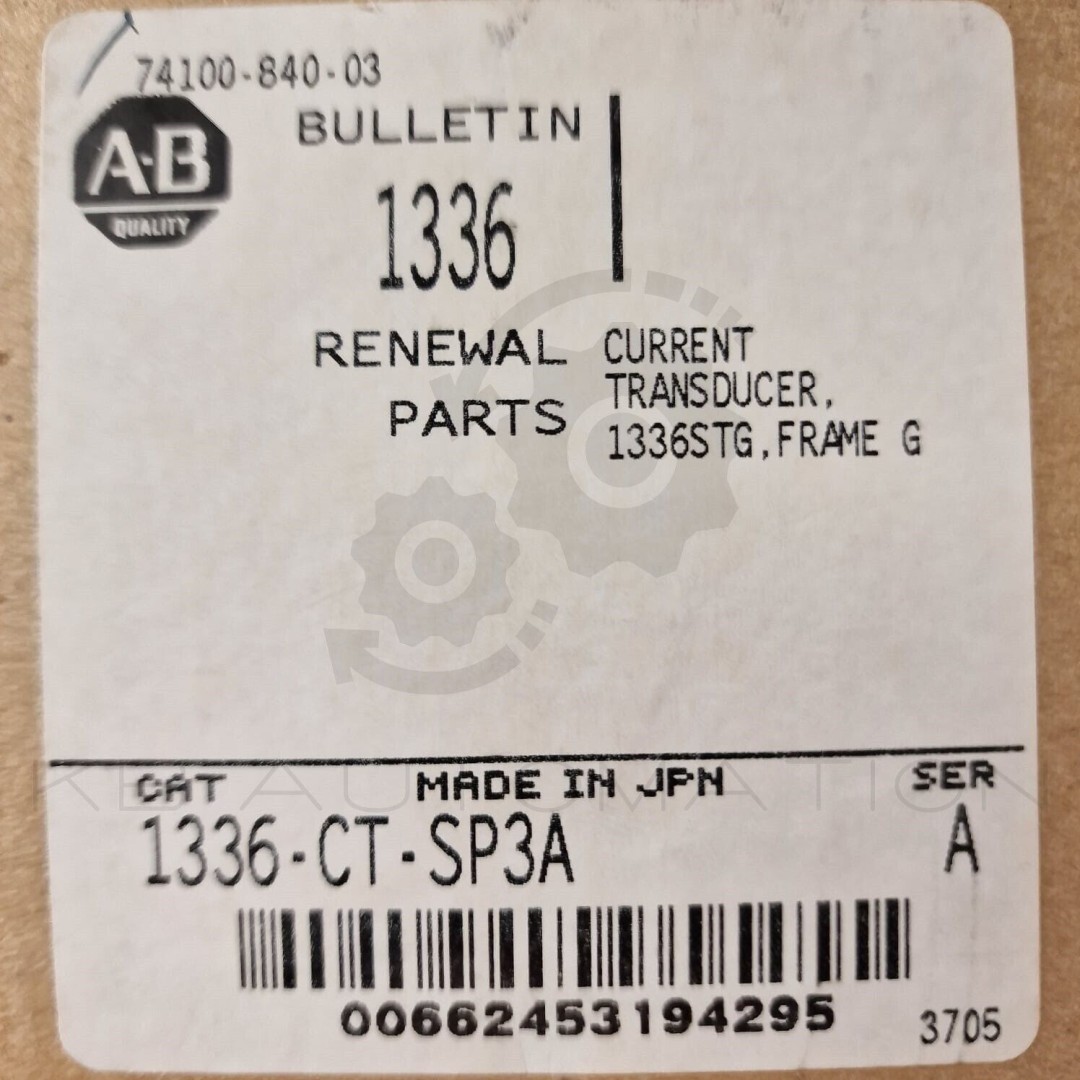 74100-840-03
A-B
QUALITY
BULLETIN
1336
RENEWAL
PARTS
CURRENT
TRANSDUCER,
1336STG,FRAME G
CAT
MADE IN JPN
SER
1336-CT-SP3A
A
00662453194295
3705